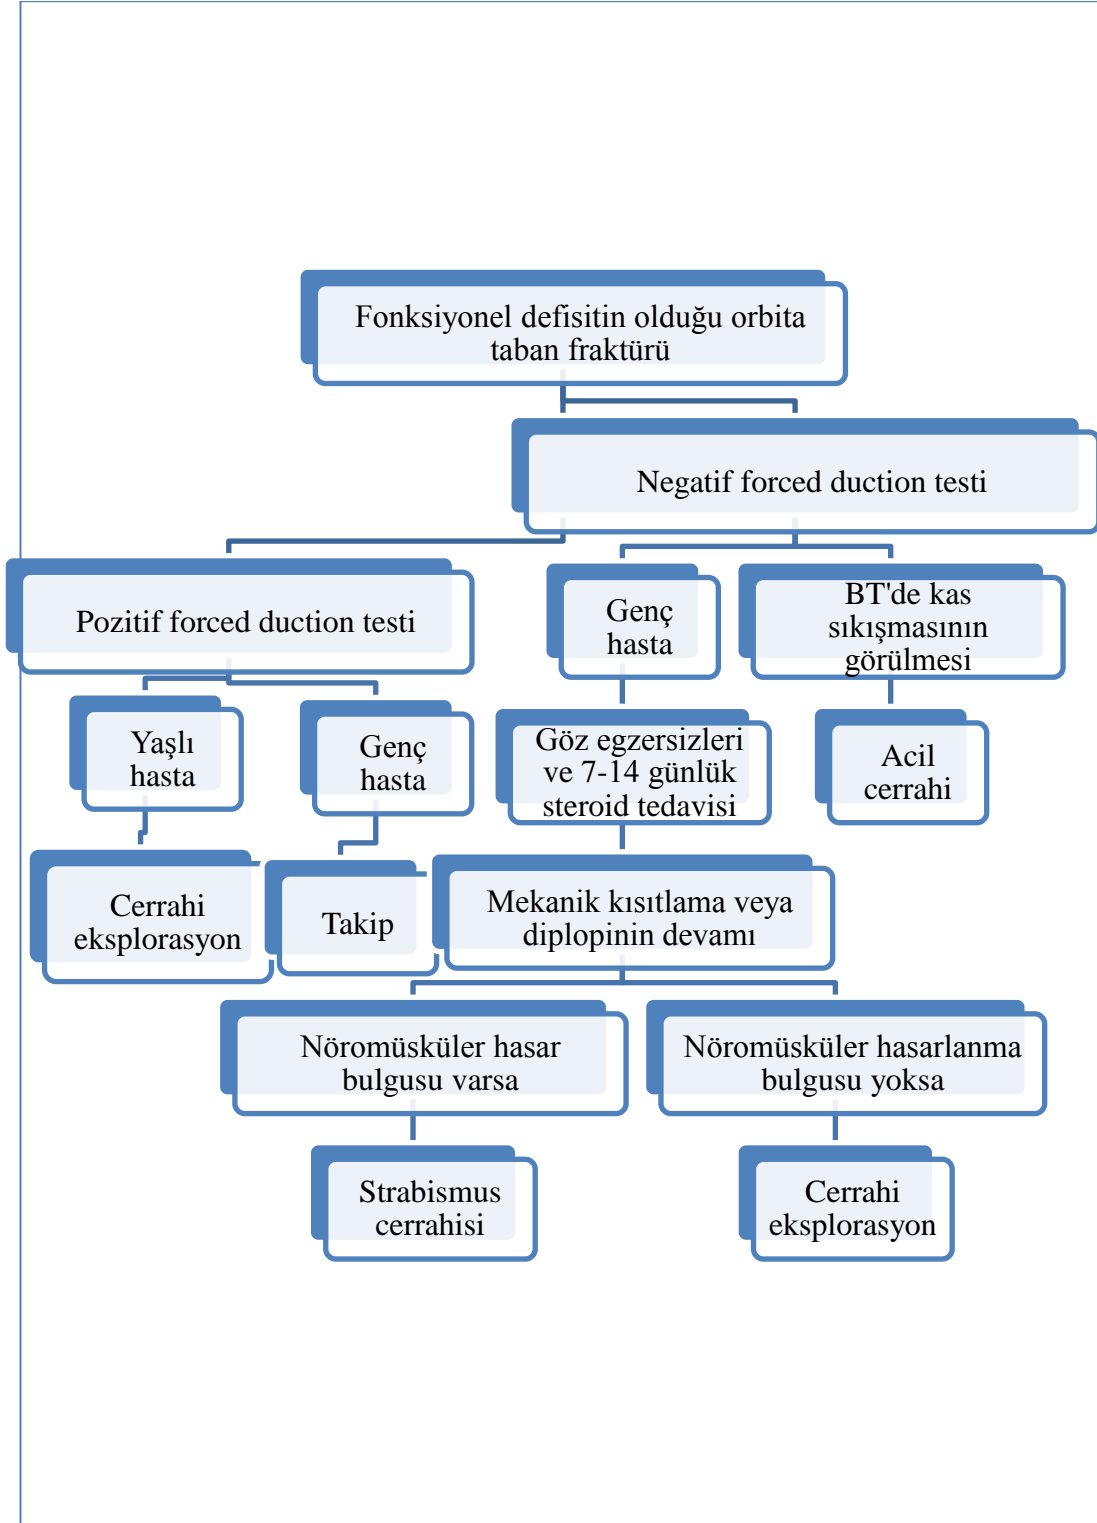 Fonksiyonel defisitin olduğu orbita
taban fraktürü
Negatif forced duction testi
Pozitif forced duction testi
Genç
hasta
BT'de kas
sıkışmasının
görülmesi
Yaşlı
hasta
Genç
hasta
Göz egzersizleri
ve 7-14 günlük
steroid tedavisi
Acil
cerrahi
Cerrahi
eksplorasyon
Takip
Mekanik kısıtlama veya
diplopinin devamı
Nöromüsküler hasar
bulgusu varsa
Nöromüsküler hasarlanma
bulgusu yoksa
Strabismus
cerrahisi
Cerrahi
eksplorasyon